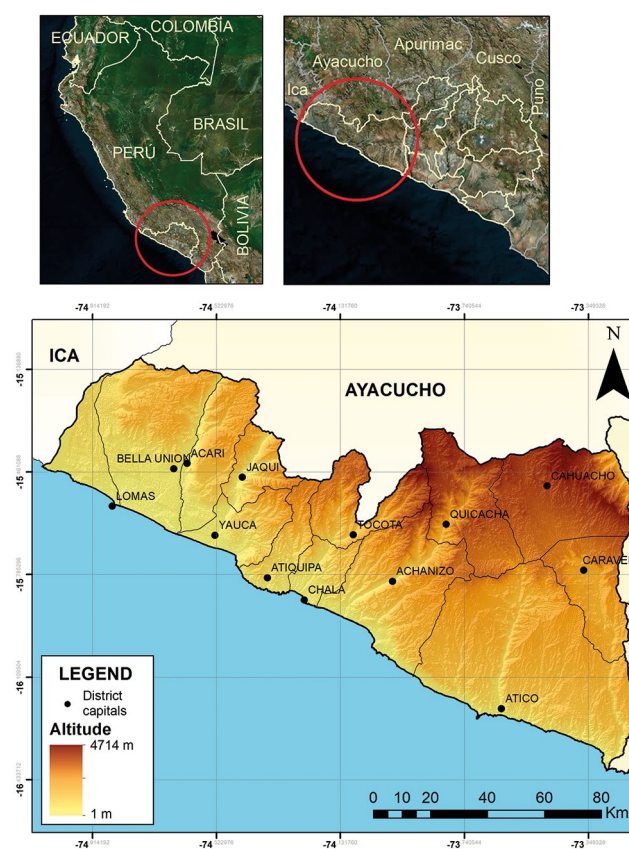 COLOMBIA
ECUADOR
BRASIL
PERÚ
BOLIVIA
Apurimac
Ayacucho
Cusco
Ica
Puno
-74
-74
-74
-73
-73
N
ICA
AYACUCHO
-15
BELLA UNION
ACARI
JAQUI
CAHUACHO
-15
LOMAS
QUICACHA
YAUCA
TOCOTA
CARAVEL
ATIQUIPA
ACHANIZO
-15
CHALA
LEGEND
District
capitals
ATICO
-16
Altitude
4714 m
1 m
-16
0 5 10 20 40 60 80
Km
-74
-74
-74
-73
-73